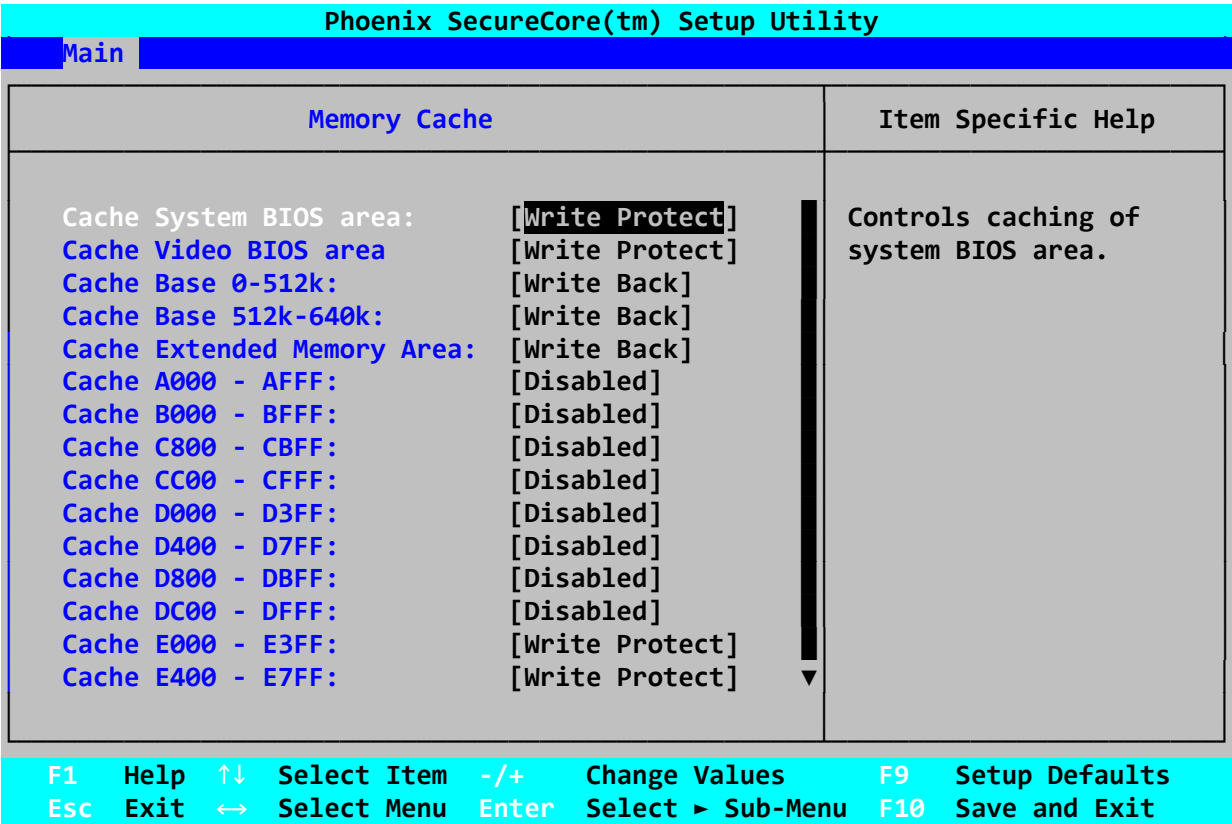 Phoenix SecureCore(tm) Setup Utility
Main
Memory Cache
Item Specific Help
Cache System BIOS area: [Write Protect]
Cache Video BIOS area [Write Protect]
Cache Base 0-512k: [Write Back]
Cache Base 512k-640k: [Write Back]
Cache Extended Memory Area: [Write Back]
Cache A000 - AFFF: [Disabled]
Cache B000 - BFFF: [Disabled]
Cache C800 - CBFF: [Disabled]
Cache CC00 - CFFF: [Disabled]
Cache D000 - D3FF: [Disabled]
Cache D400 - D7FF: [Disabled]
Cache D800 - DBFF: [Disabled]
Cache DC00 - DFFF: [Disabled]
Cache E000 - E3FF: [Write Protect]
Cache E400 - E7FF: [Write Protect] ▼
Controls caching of
system BIOS area.
F1 Help ↑↓ Select Item -/+ Change Values F9 Setup Defaults
Esc Exit ↔ Select Menu Enter Select ► Sub-Menu F10 Save and Exit